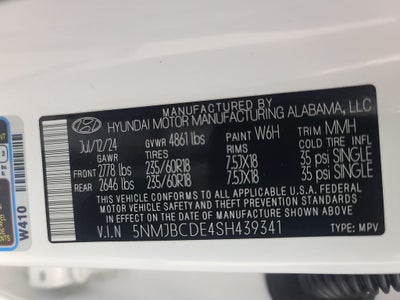 MANUFACTURED BY
HYUNDAI MOTOR MANUFACTURING ALABAMA, LLC
Jul/12/24 GVWR 4861 lbs PAINT W6H TRIM MMH
GAWR TIRES RIMS COLD TIRE INFL
FRONT 2778 lbs 235/60R18 7.5JX18 35 psi SINGLE
REAR 2646 lbs 235/60R18 7.5JX18 35 psi SINGLE
THIS VEHICLE CONFORMS TO ALL APPLICABLE U.S.A. FEDERAL
MOTOR VEHICLE SAFETY AND THEFT PREVENTION STANDARDS
IN EFFECT ON THE DATE OF MANUFACTURE SHOWN ABOVE
V.I.N 5NMJBCDE4SH439341 TYPE: MPV
W410